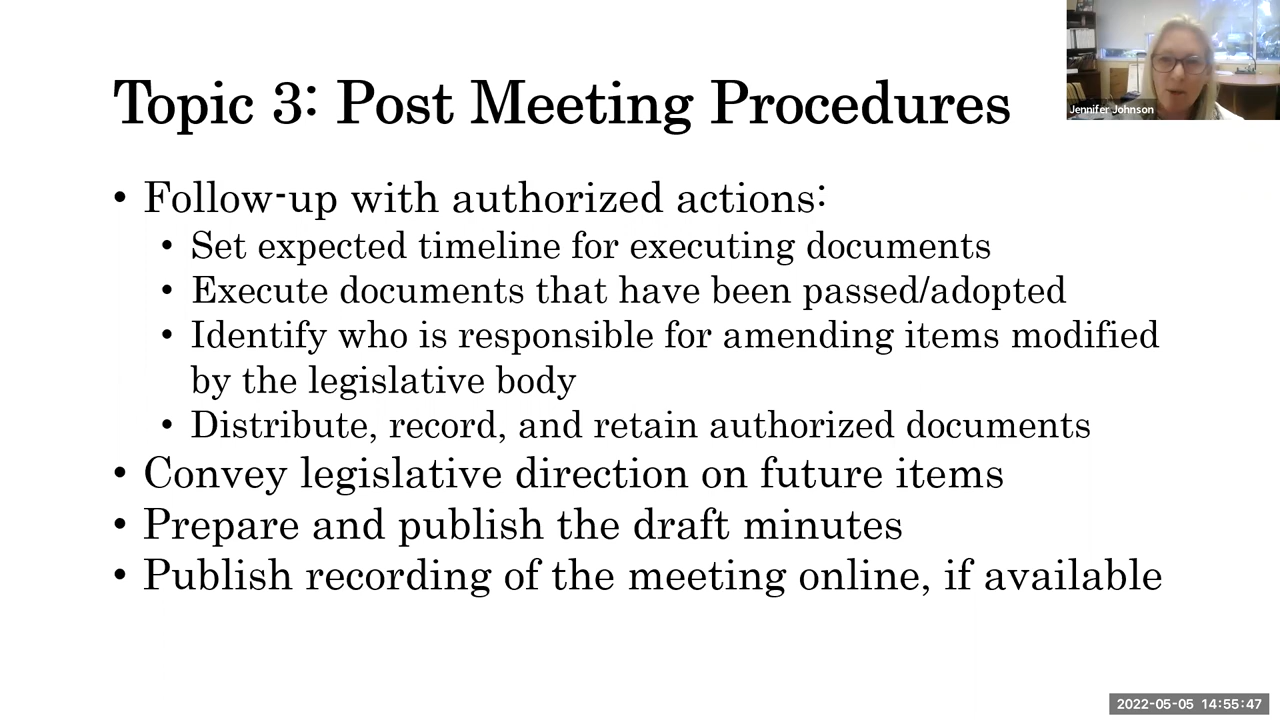 Topic 3: Post Meeting Procedures
Jennifer Johnson
• Follow-up with authorized actions:
• Set expected timeline for executing documents
• Execute documents that have been passed/adopted
• Identify who is responsible for amending items modified
by the legislative body
• Distribute, record, and retain authorized documents
• Convey legislative direction on future items
• Prepare and publish the draft minutes
• Publish recording of the meeting online, if available
2022-05-05 14:55:47